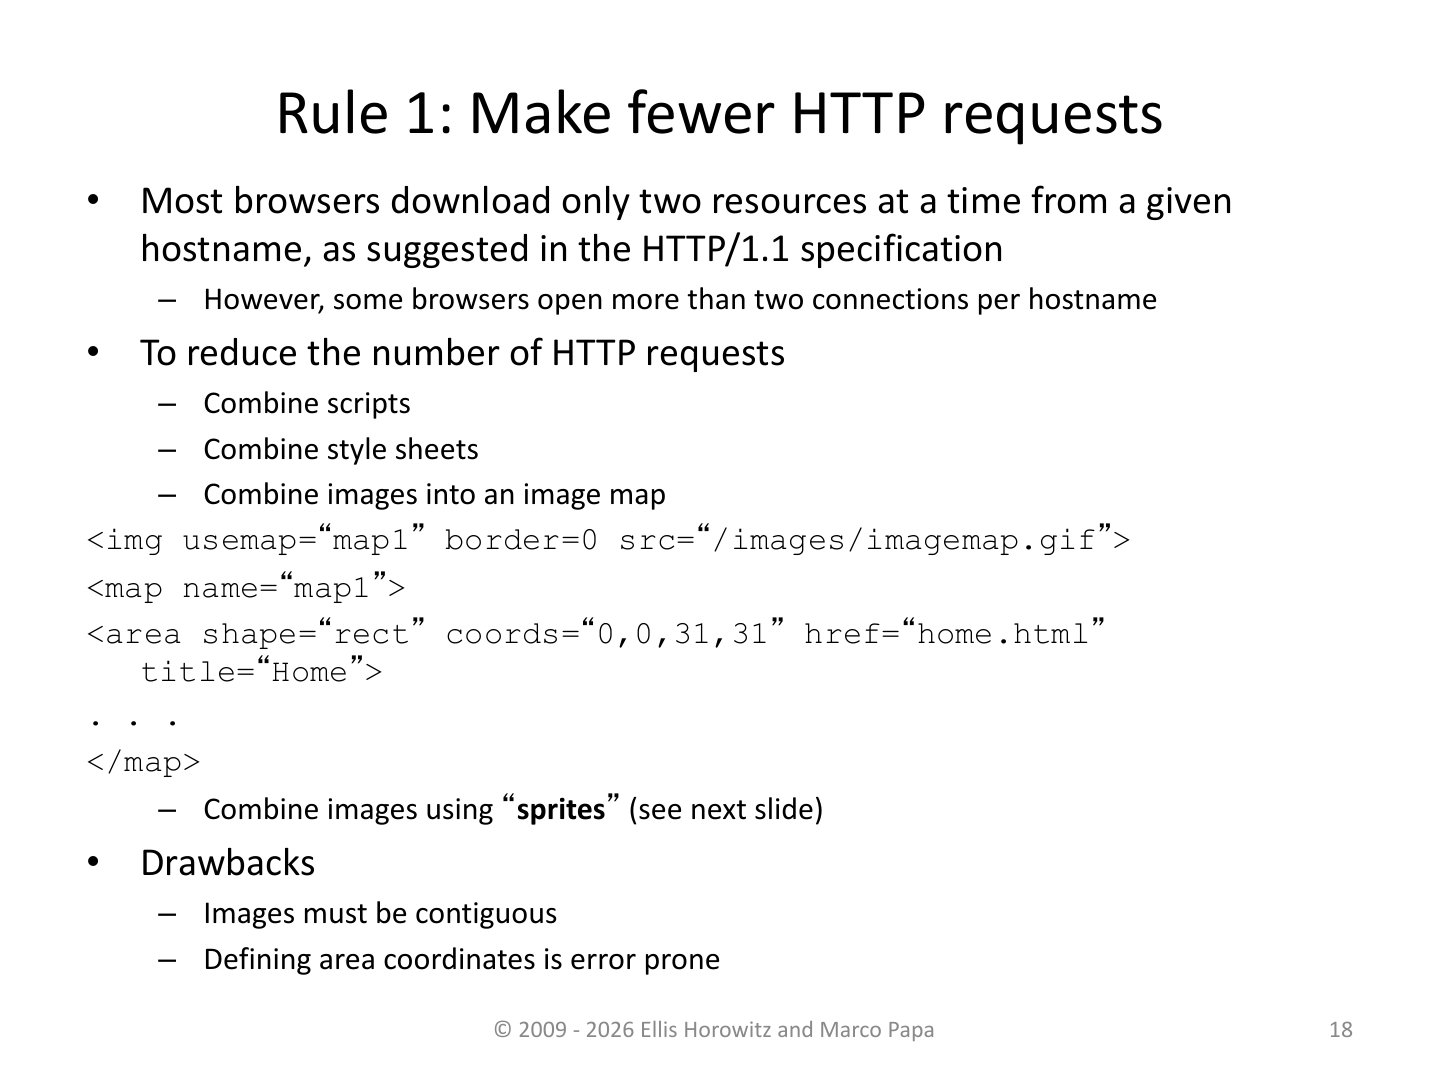 Rule 1: Make fewer HTTP requests
• Most browsers download only two resources at a time from a given
hostname, as suggested in the HTTP/1.1 specification
– However, some browsers open more than two connections per hostname
• To reduce the number of HTTP requests
– Combine scripts
– Combine style sheets
– Combine images into an image map
<img usemap=“map1” border=0 src=“/images/imagemap.gif”>
<map name=“map1”>
<area shape=“rect” coords=“0,0,31,31” href=“home.html”
title=“Home”>
. . .
</map>
– Combine images using “sprites” (see next slide)
• Drawbacks
– Images must be contiguous
– Defining area coordinates is error prone
© 2009 - 2026 Ellis Horowitz and Marco Papa
18